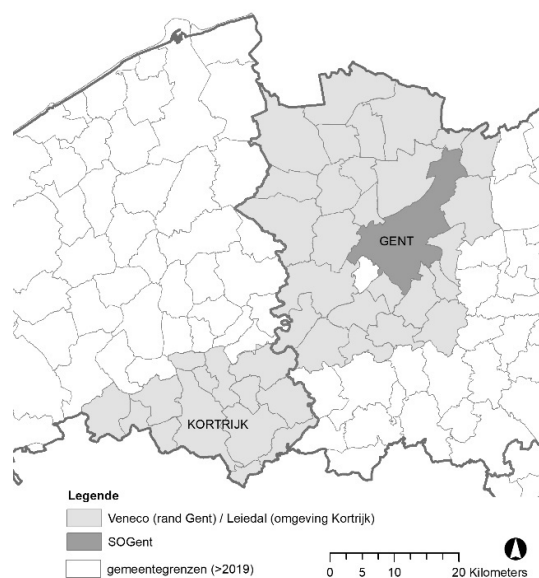 GENT
KORTRIJK
Legende
Veneco (rand Gent) / Leiedal (omgeving Kortrijk)
SOGent
gemeentegrenzen (>2019)
0 5 10 20 Kilometers